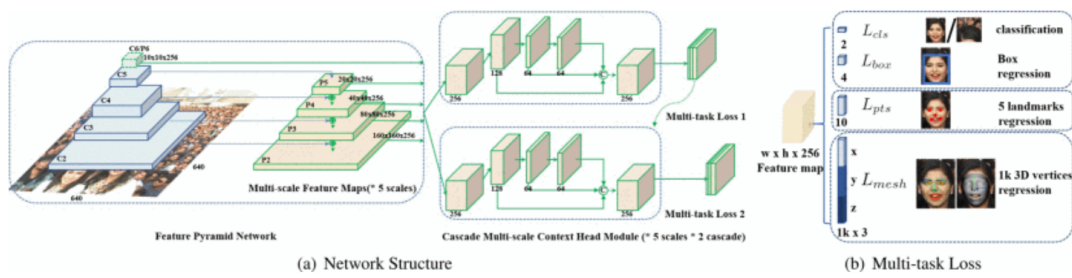 C6/P6
10x10x256
C5
C4
C3
C2
640
640
P5
20x20x256
P4
40x40x256
P3
80x80x256
P2
160x160x256
Multi-scale Feature Maps(* 5 scales)
Feature Pyramid Network
256
128
64
64
C
256
Multi-task Loss 1
256
128
64
64
C
256
Multi-task Loss 2
Cascade Multi-scale Context Head Module (* 5 scales * 2 cascade)
(a) Network Structure
w x h x 256
Feature map
2
L_cls
/
classification
4
L_box
Box
regression
10
L_pts
5 landmarks
regression
x
y
z
L_mesh
1k 3D vertices
regression
1k x 3
(b) Multi-task Loss